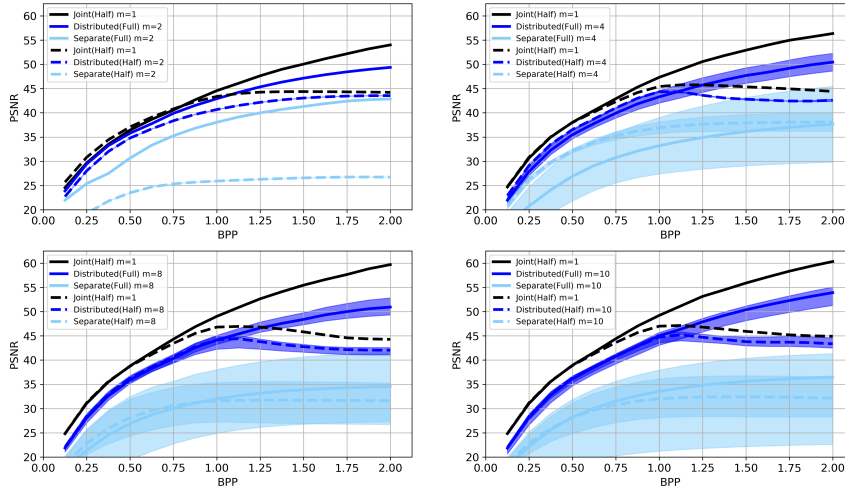 60
55
50
45
40
35
30
25
20
PSNR
Joint(Half) m=1
Distributed(Full) m=2
Separate(Full) m=2
Joint(Half) m=1
Distributed(Half) m=2
Separate(Half) m=2
0.00 0.25 0.50 0.75 1.00 1.25 1.50 1.75 2.00
BPP
60
55
50
45
40
35
30
25
20
PSNR
Joint(Half) m=1
Distributed(Full) m=4
Separate(Full) m=4
Joint(Half) m=1
Distributed(Half) m=4
Separate(Half) m=4
0.00 0.25 0.50 0.75 1.00 1.25 1.50 1.75 2.00
BPP
60
55
50
45
40
35
30
25
20
PSNR
Joint(Half) m=1
Distributed(Full) m=8
Separate(Full) m=8
Joint(Half) m=1
Distributed(Half) m=8
Separate(Half) m=8
0.00 0.25 0.50 0.75 1.00 1.25 1.50 1.75 2.00
BPP
60
55
50
45
40
35
30
25
20
PSNR
Joint(Half) m=1
Distributed(Full) m=10
Separate(Full) m=10
Joint(Half) m=1
Distributed(Half) m=10
Separate(Half) m=10
0.00 0.25 0.50 0.75 1.00 1.25 1.50 1.75 2.00
BPP